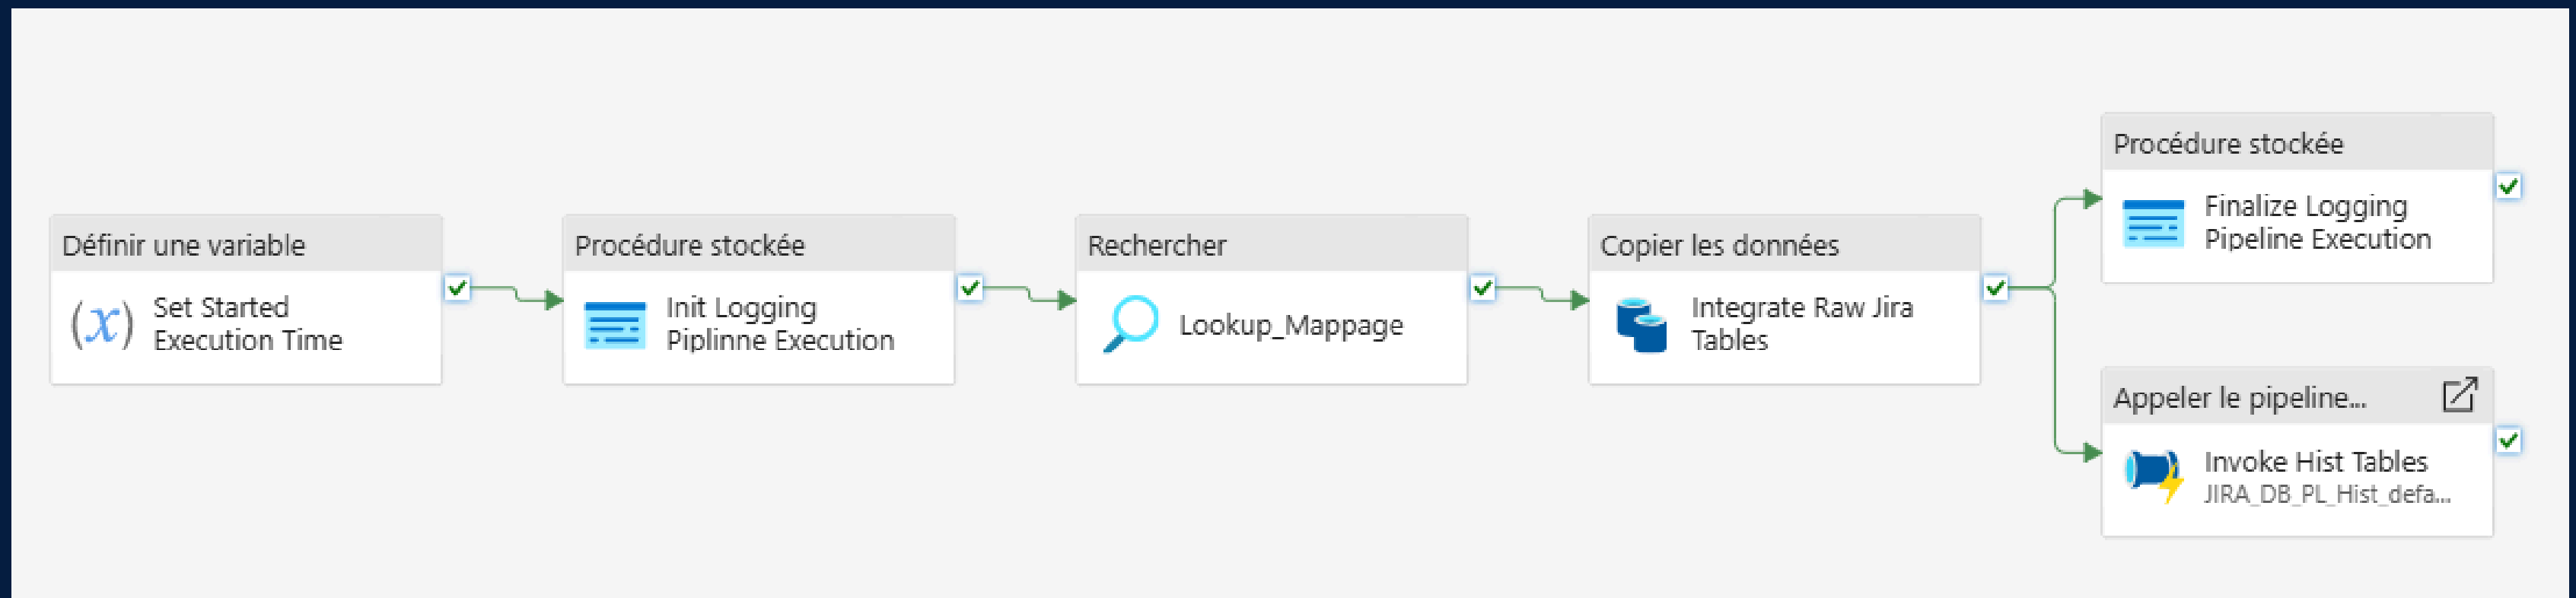 Définir une variable
(x)
Set Started
Execution Time
Procédure stockée
Init Logging
Piplinne Execution
Rechercher
Lookup_Mappage
Copier les données
Integrate Raw Jira
Tables
Procédure stockée
Finalize Logging
Pipeline Execution
Appeler le pipeline...
Invoke Hist Tables
JIRA_DB_PL_Hist_defa...